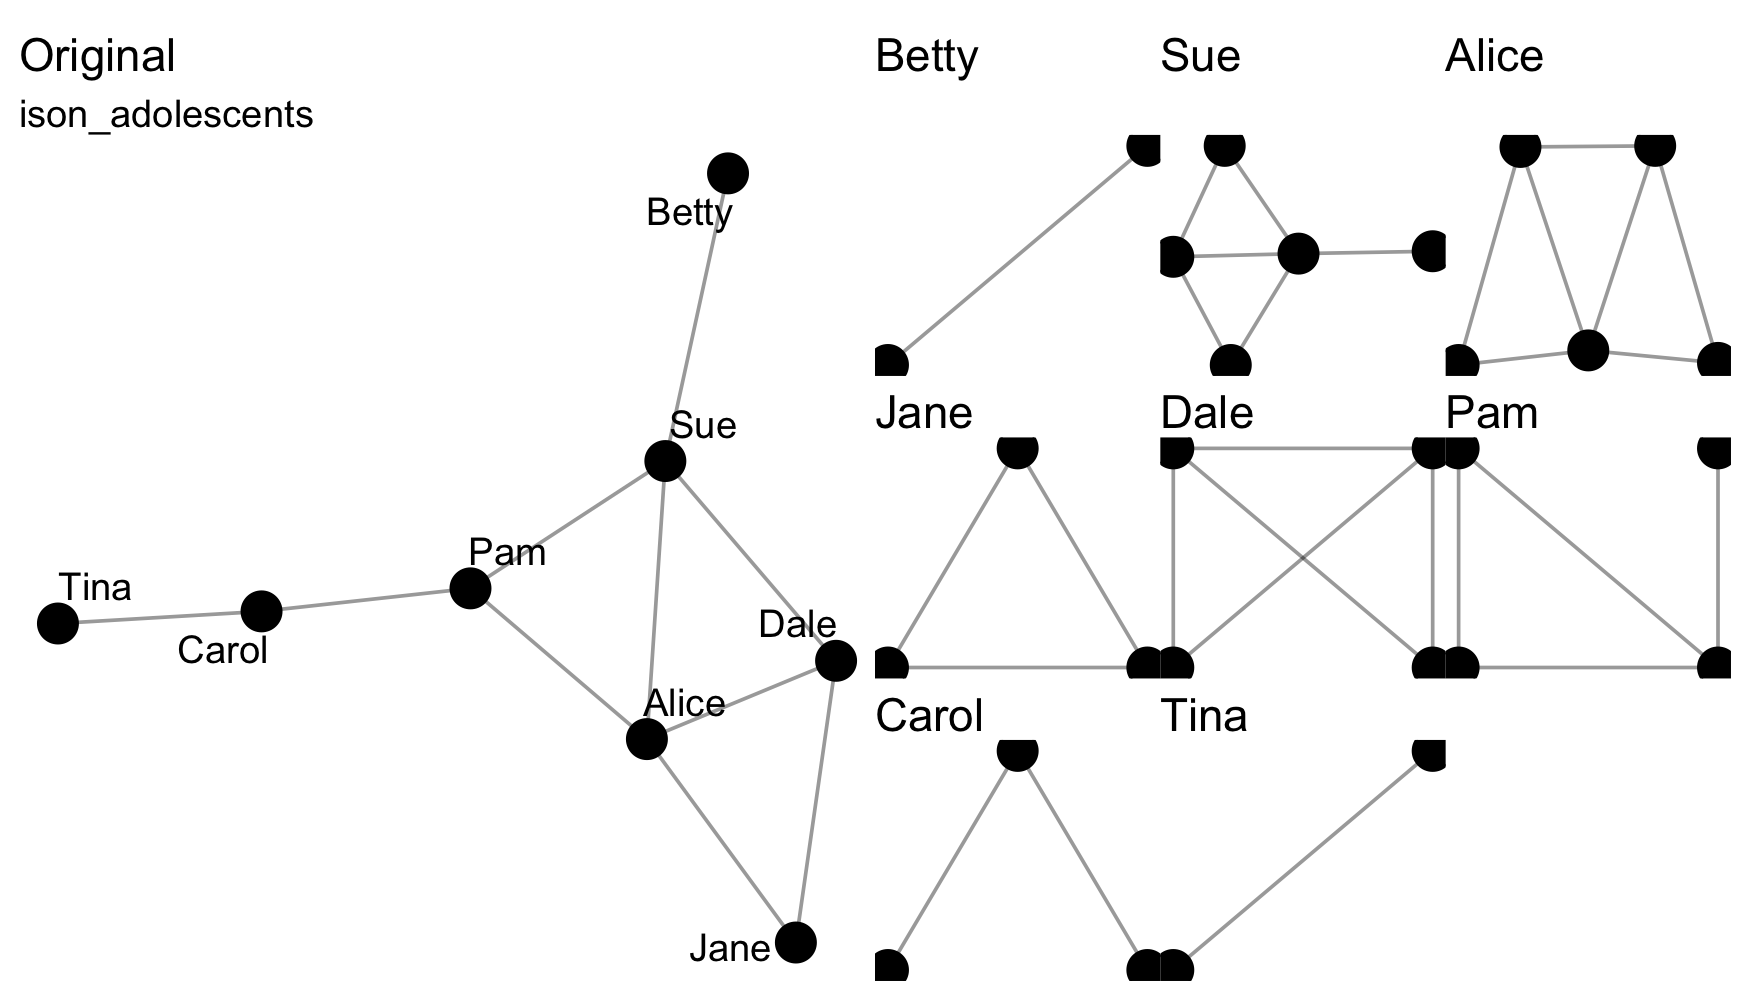 Original
ison_adolescents
Betty
Sue
Pam
Tina
Carol
Dale
Alice
Jane
Betty
Sue
Alice
Jane
Dale
Pam
Carol
Tina